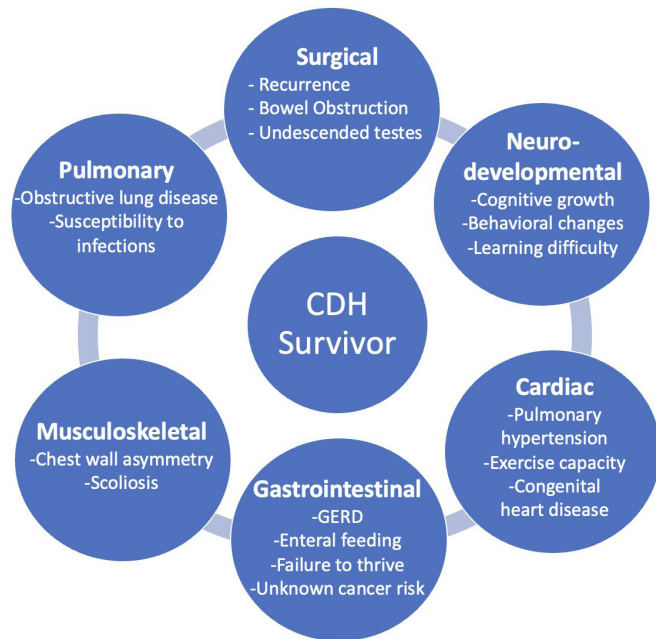 Surgical
- Recurrence
- Bowel Obstruction
- Undescended testes
Neuro-
developmental
-Cognitive growth
-Behavioral changes
-Learning difficulty
Cardiac
-Pulmonary
hypertension
-Exercise capacity
-Congenital
heart disease
Gastrointestinal
-GERD
-Enteral feeding
-Failure to thrive
-Unknown cancer risk
Musculoskeletal
-Chest wall asymmetry
-Scoliosis
Pulmonary
-Obstructive lung disease
-Susceptibility to
infections
CDH
Survivor